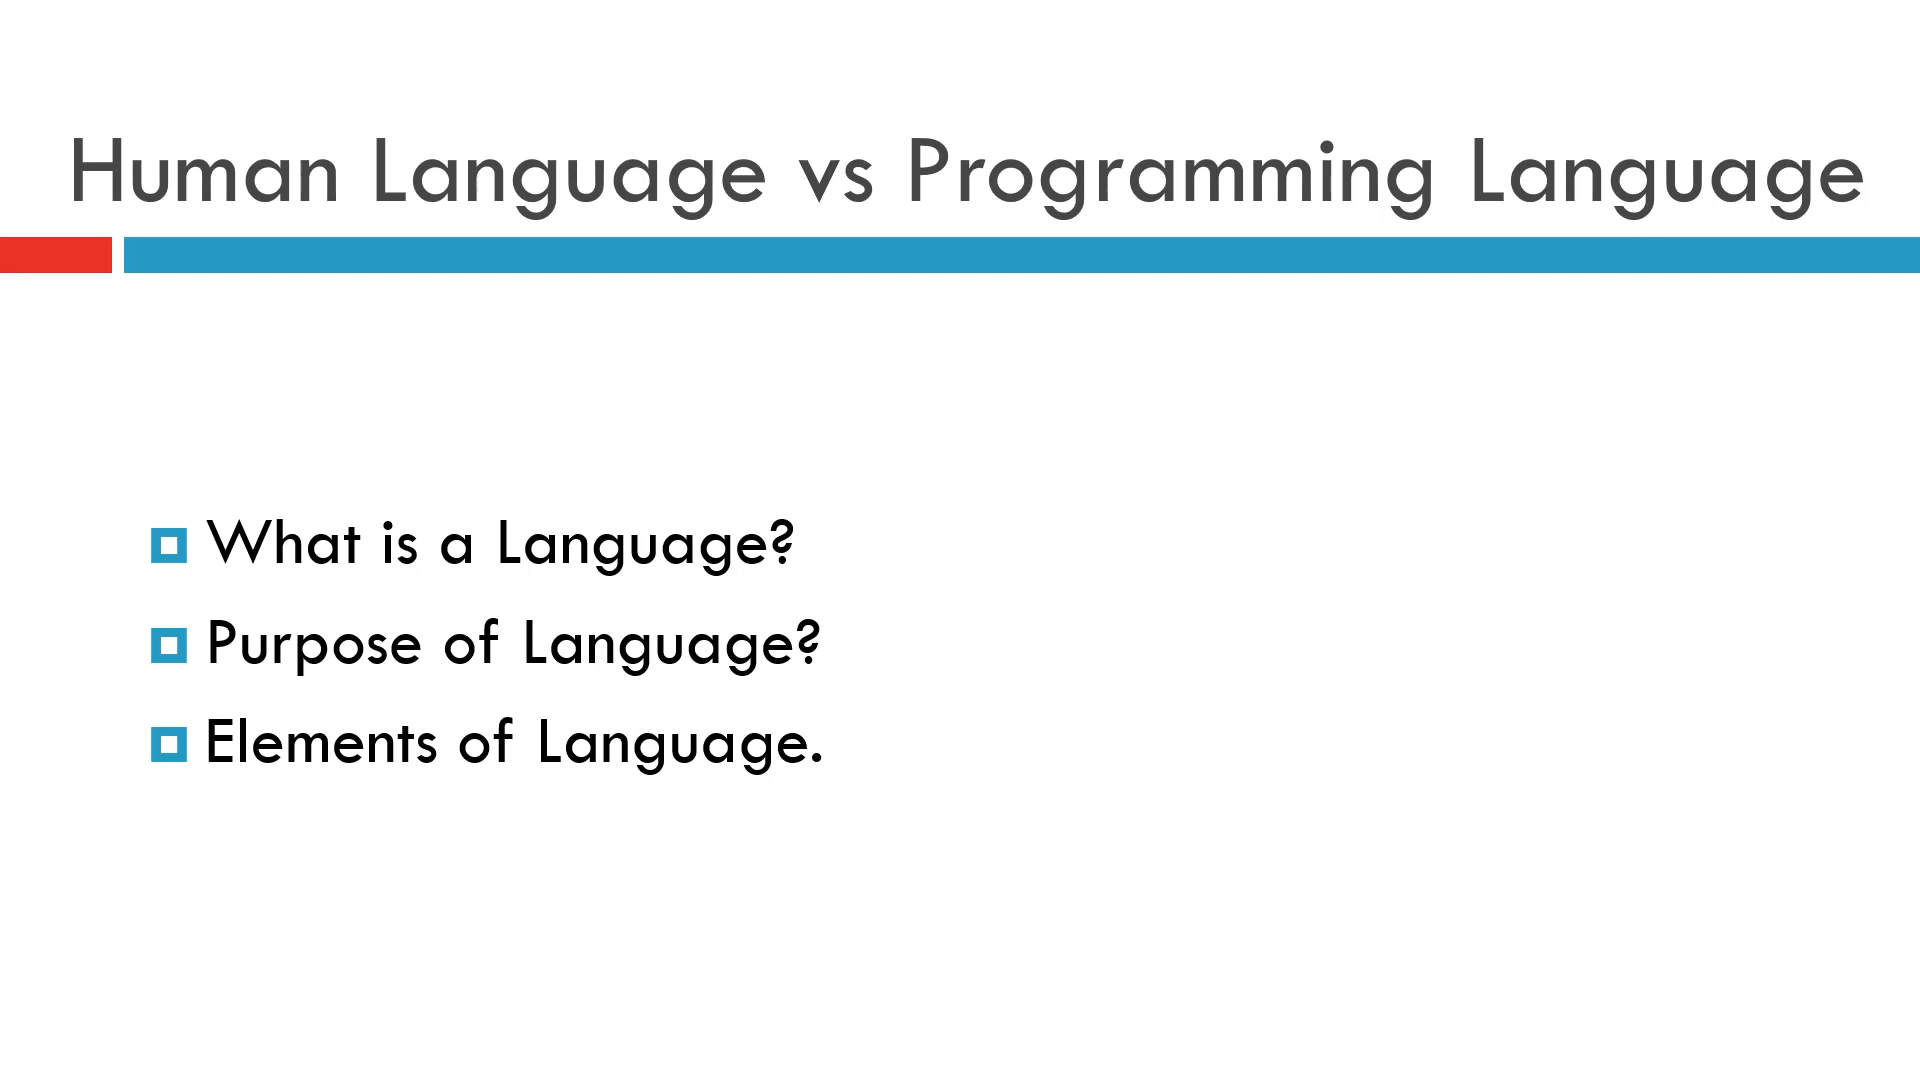 Human Language vs Programming Language
What is a Language?
Purpose of Language?
Elements of Language.